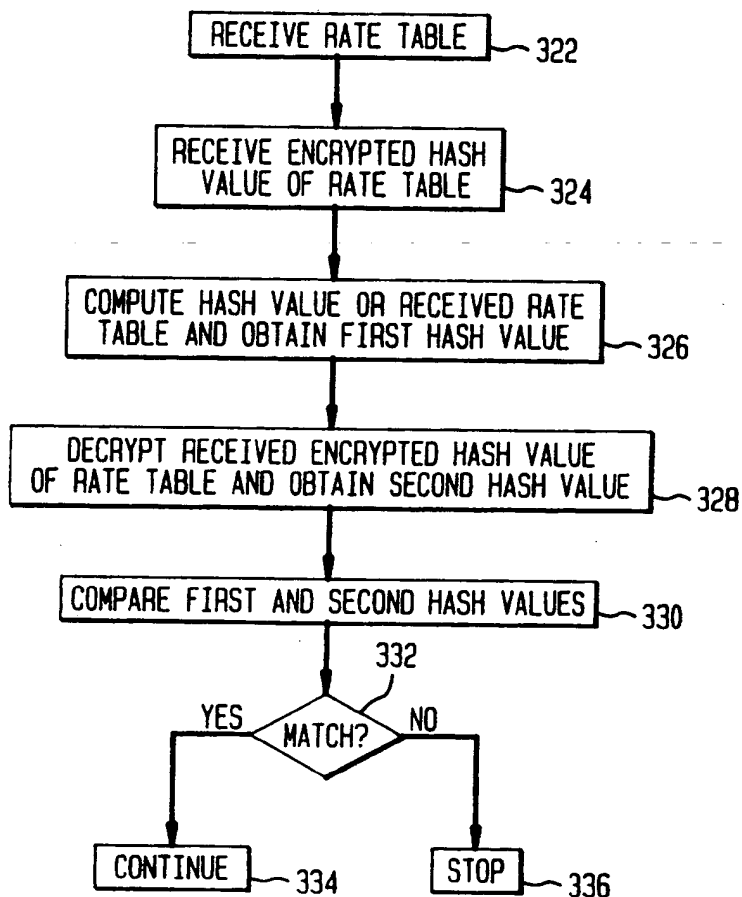 RECEIVE RATE TABLE
322
RECEIVE ENCRYPTED HASH
VALUE OF RATE TABLE
324
COMPUTE HASH VALUE OR RECEIVED RATE
TABLE AND OBTAIN FIRST HASH VALUE
326
DECRYPT RECEIVED ENCRYPTED HASH VALUE
OF RATE TABLE AND OBTAIN SECOND HASH VALUE
328
COMPARE FIRST AND SECOND HASH VALUES
330
332
YES
MATCH?
NO
CONTINUE
334
STOP
336